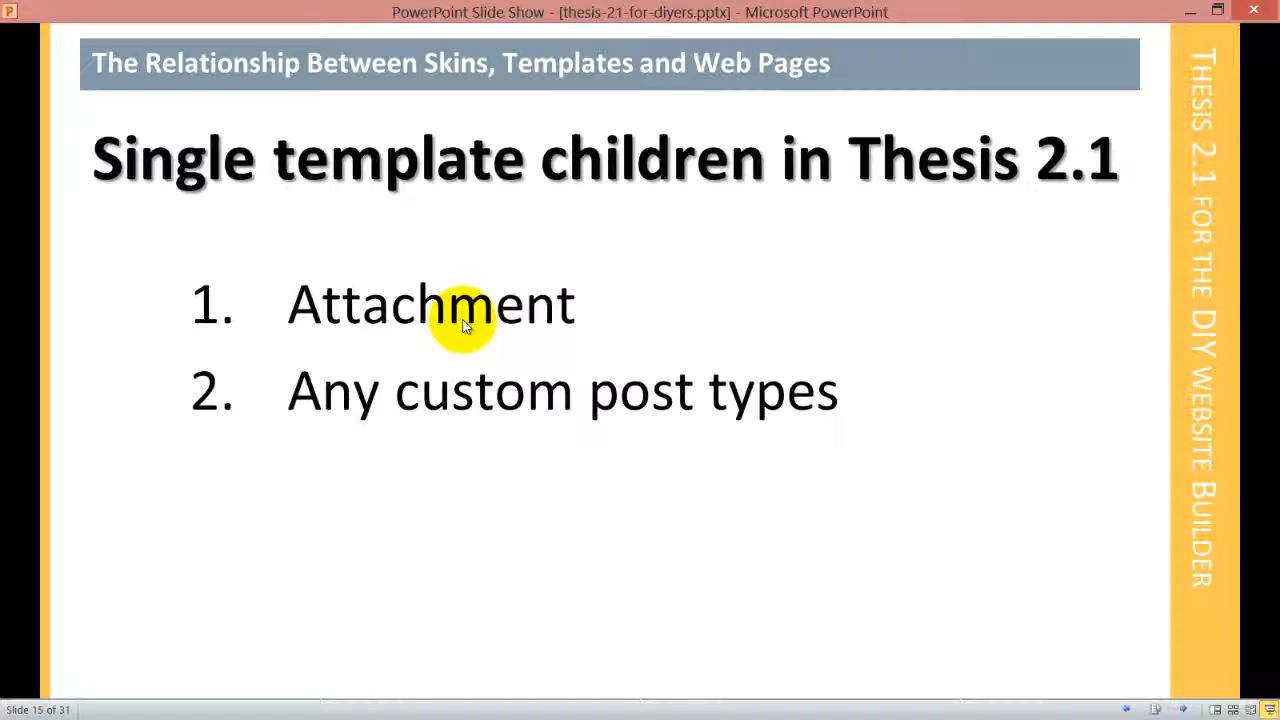 PowerPoint Slide Show - [thesis-21-for-diyers.pptx] - Microsoft PowerPoint
The Relationship Between Skins, Templates and Web Pages
Single template children in Thesis 2.1
1. Attachment
2. Any custom post types
Thesis 2.1 for the DIY website Builder
Slide 15 of 31